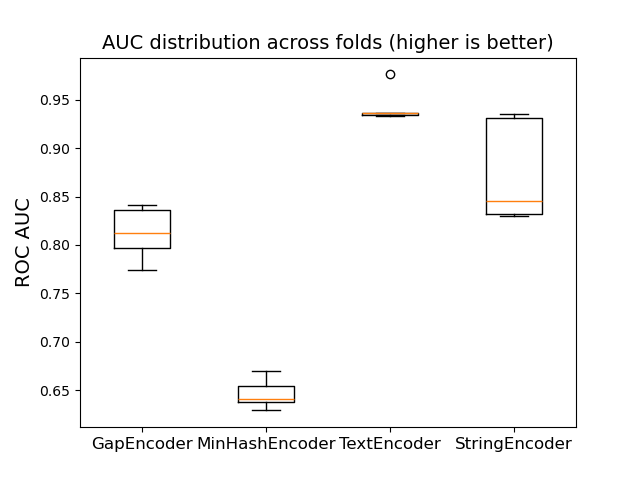 AUC distribution across folds (higher is better)
ROC AUC
0.95
0.90
0.85
0.80
0.75
0.70
0.65
GapEncoder MinHashEncoder TextEncoder StringEncoder